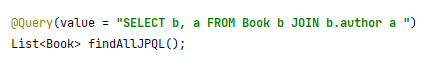 @Query(value = "SELECT b, a FROM Book b JOIN b.author a ")
List<Book> findAllJPQL();